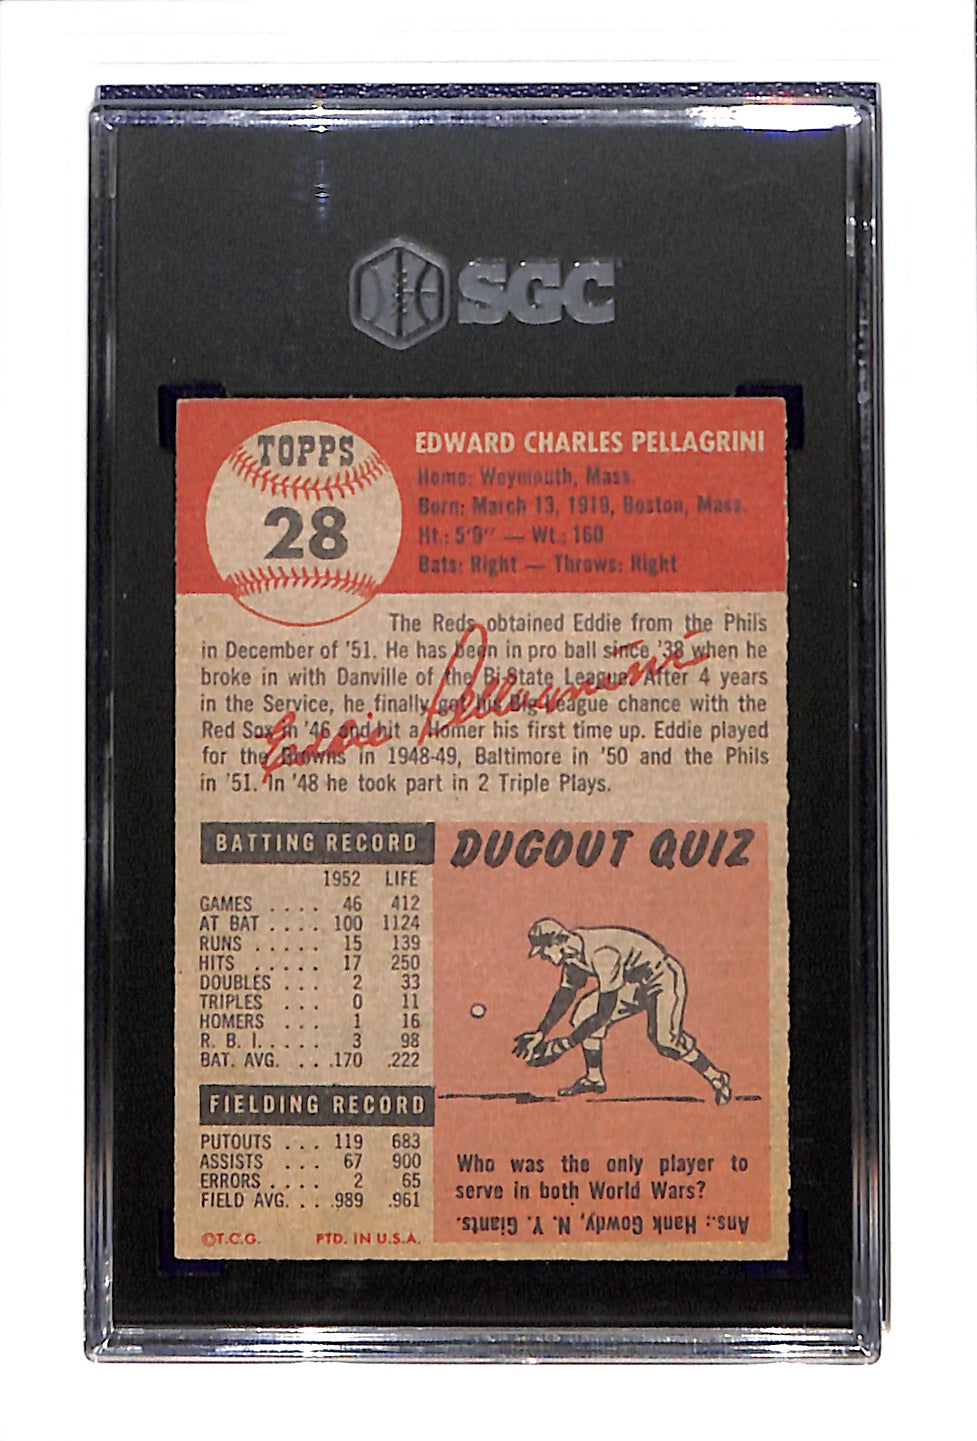 SGC
TOPPS
28
EDWARD CHARLES PELLAGRINI
Home: Weymouth, Mass.
Born: March 13, 1918, Boston, Mass.
Ht.: 5'9" — Wt.: 160
Bats: Right — Throws: Right
The Reds obtained Eddie from the Phils
in December of '51. He has been in pro ball since '38 when he
broke in with Danville of the Bi-State League. After 4 years
in the Service, he finally got his Big League chance with the
Red Sox in '46 and hit a Homer his first time up. Eddie played
for the Browns in 1948-49, Baltimore in '50 and the Phils
in '51. In '48 he took part in 2 Triple Plays.
Eddie Pellagrini
BATTING RECORD
1952 LIFE
GAMES .... 46 412
AT BAT .... 100 1124
RUNS ..... 15 139
HITS ..... 17 250
DOUBLES ... 2 33
TRIPLES ... 0 11
HOMERS ... 1 16
R. B. I. .... 3 98
BAT. AVG. ... .170 .222
FIELDING RECORD
PUTOUTS ... 119 683
ASSISTS ... 67 900
ERRORS .... 2 65
FIELD AVG. .. .989 .961
©T.C.G. PTD. IN U.S.A.
DUGOUT QUIZ
Who was the only player to
serve in both World Wars?
Ans.: Hank Gowdy, N. Y. Giants.